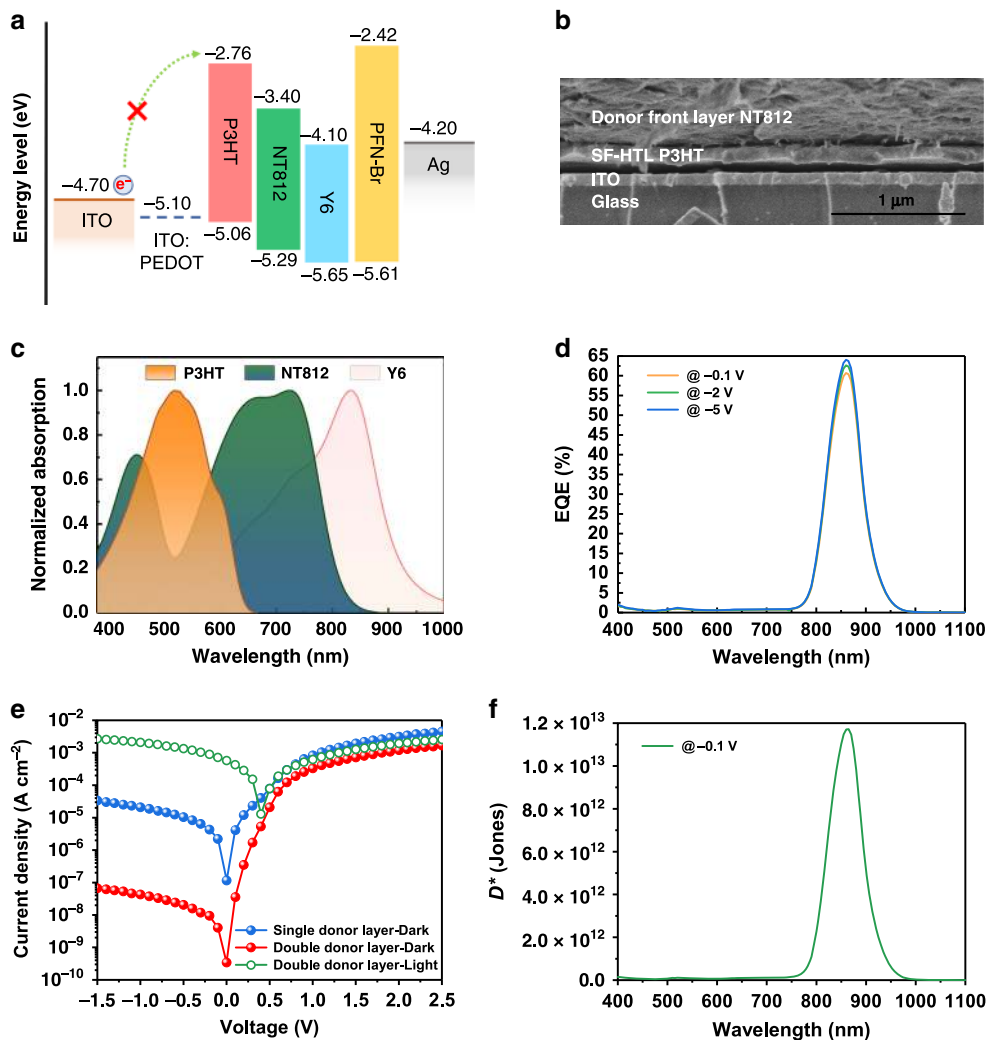 a
Energy level (eV)
−4.70
e−
ITO
−5.10
ITO:
PEDOT
−2.76
P3HT
−5.06
−3.40
NT812
−5.29
−4.10
Y6
−5.65
−2.42
PFN-Br
−5.61
−4.20
Ag
b
Donor front layer NT812
SF-HTL P3HT
ITO
Glass
1 μm
c
P3HT NT812 Y6
Normalized absorption
1.0
0.8
0.6
0.4
0.2
0.0
400 500 600 700 800 900 1000
Wavelength (nm)
d
@ −0.1 V
@ −2 V
@ −5 V
EQE (%)
65
60
55
50
45
40
35
30
25
20
15
10
5
0
400 500 600 700 800 900 1000 1100
Wavelength (nm)
e
Current density (A cm−2)
10−2
10−3
10−4
10−5
10−6
10−7
10−8
10−9
10−10
Single donor layer-Dark
Double donor layer-Dark
Double donor layer-Light
−1.5 −1.0 −0.5 0.0 0.5 1.0 1.5 2.0 2.5
Voltage (V)
f
@ −0.1 V
D* (Jones)
1.2 × 1013
1.0 × 1013
8.0 × 1012
6.0 × 1012
4.0 × 1012
2.0 × 1012
0.0
400 500 600 700 800 900 1000 1100
Wavelength (nm)